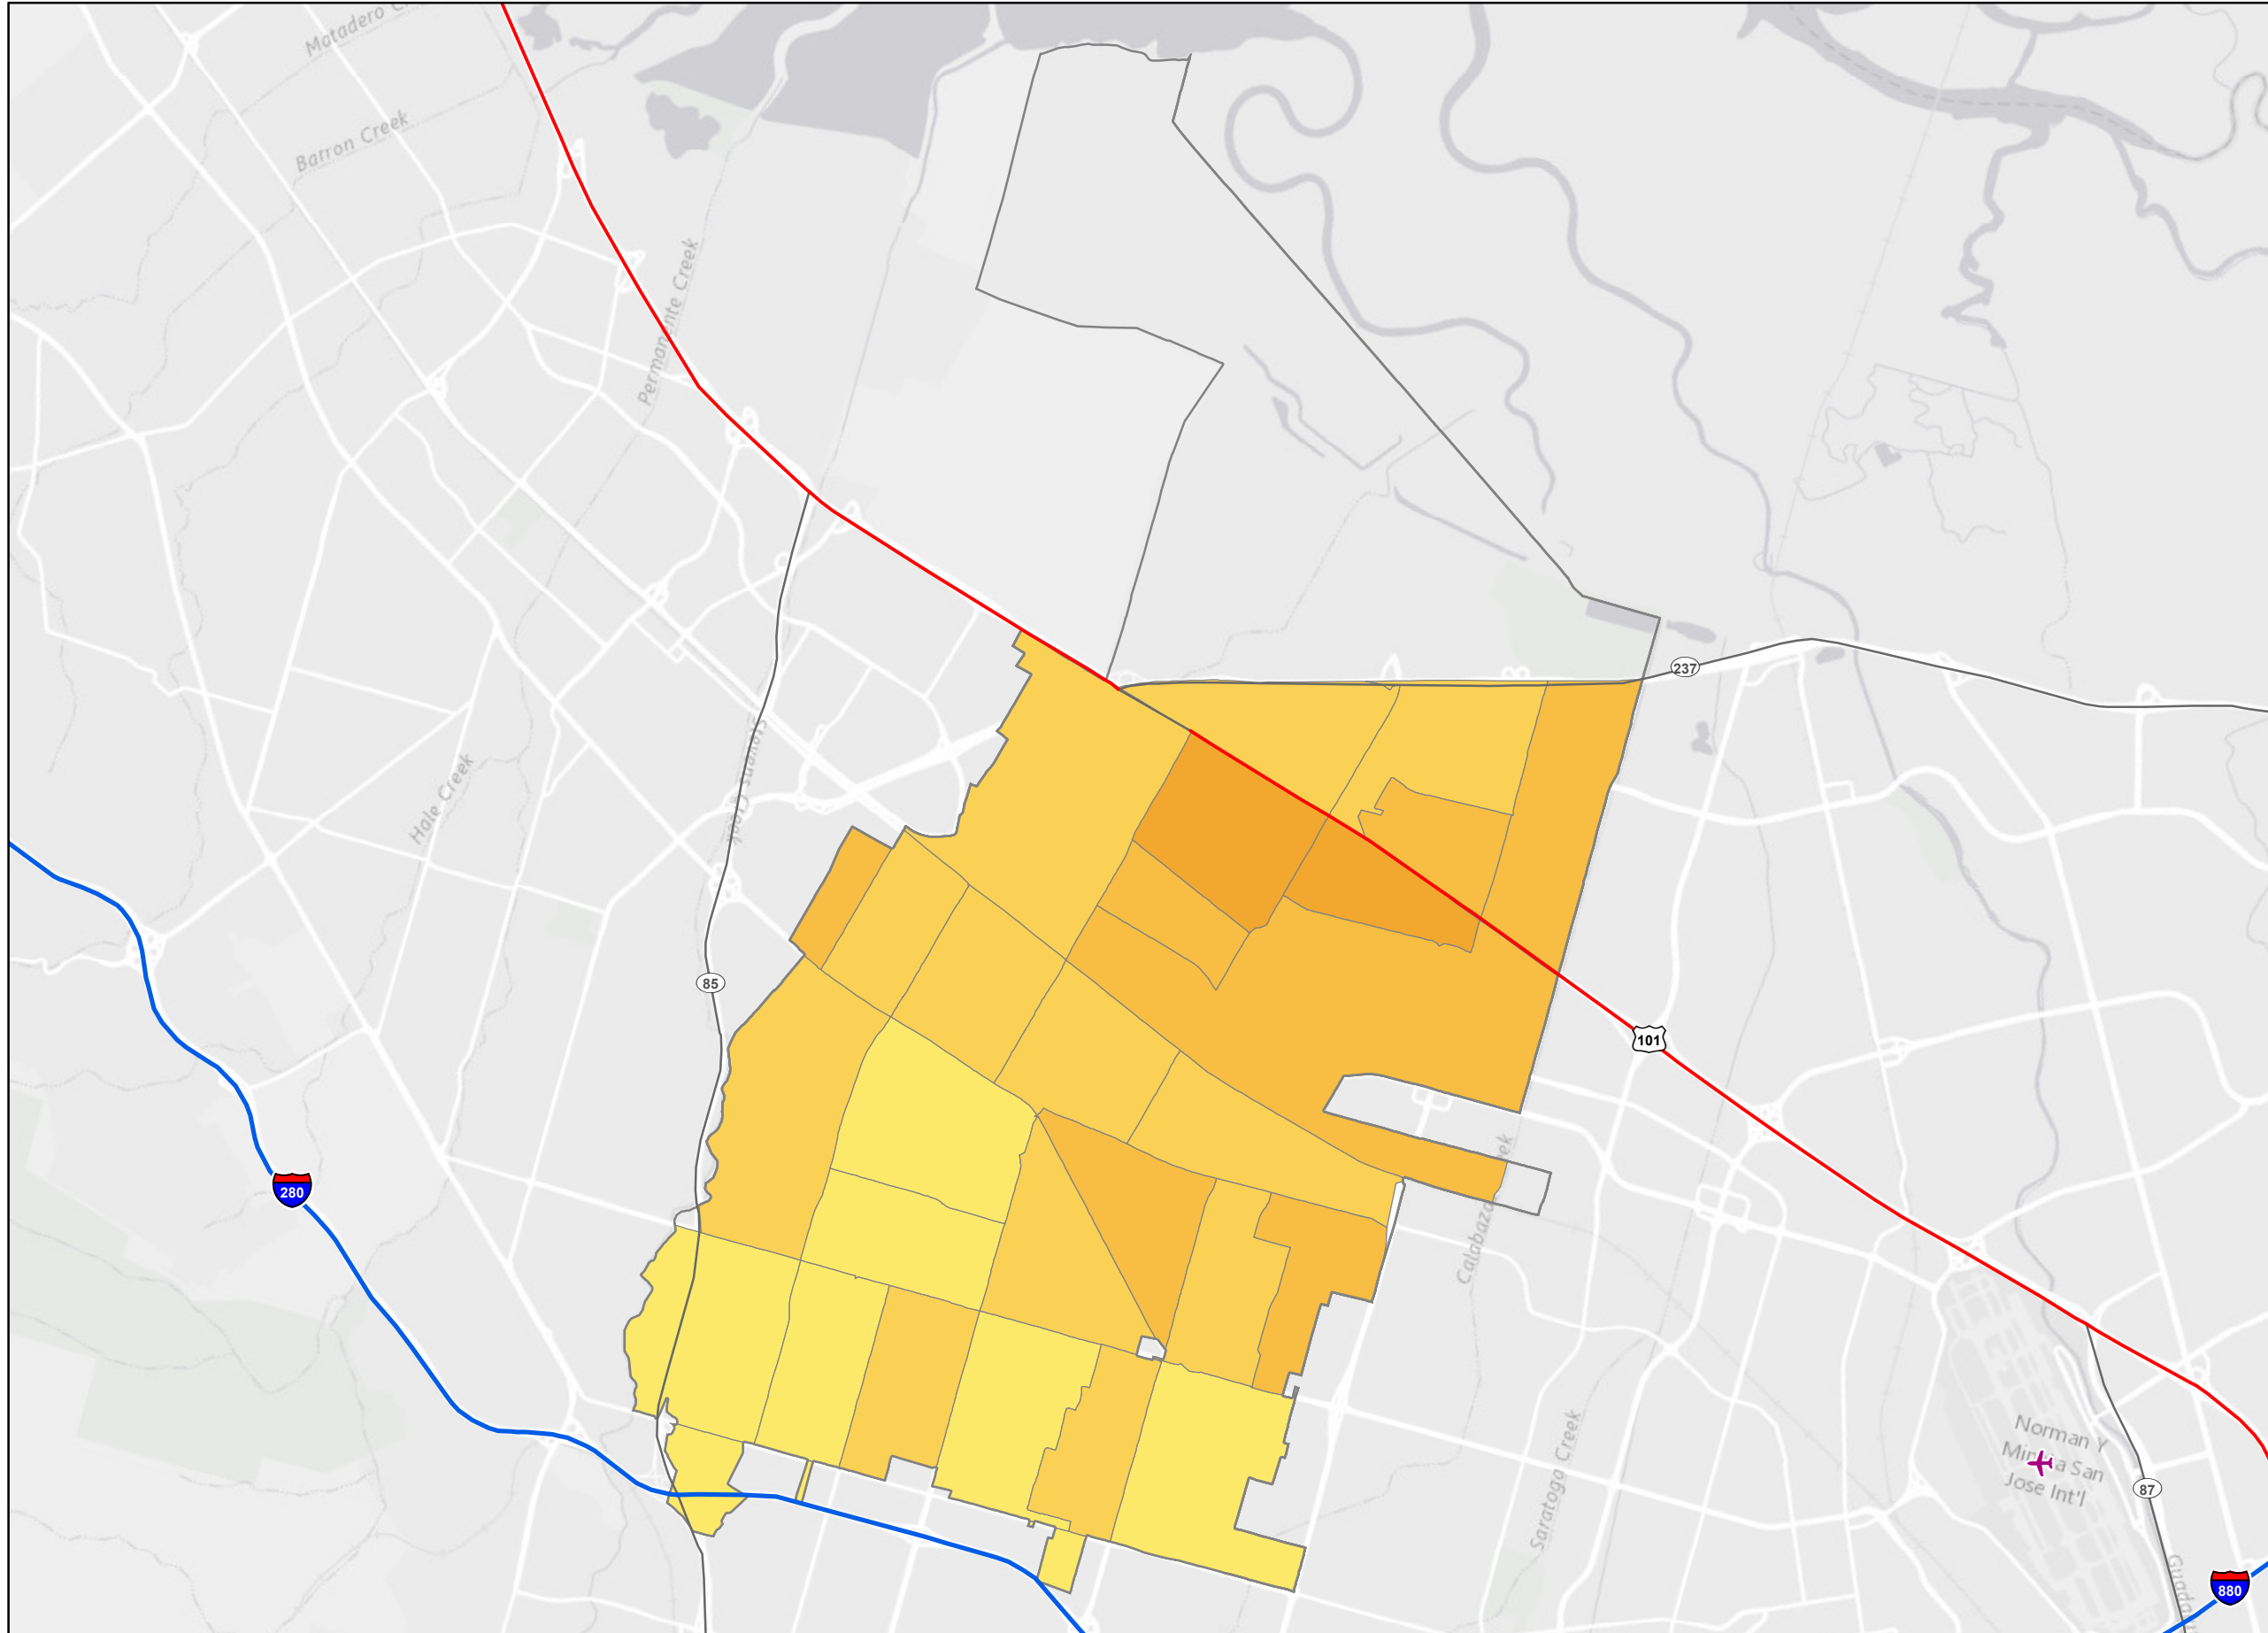 Matadero
Barron Creek
Permanente Creek
237
Stevens Creek
Hale Creek
85
101
280
Calabazas Creek
Norman Y
Mineta San
Jose Int'l
Saratoga Creek
87
880